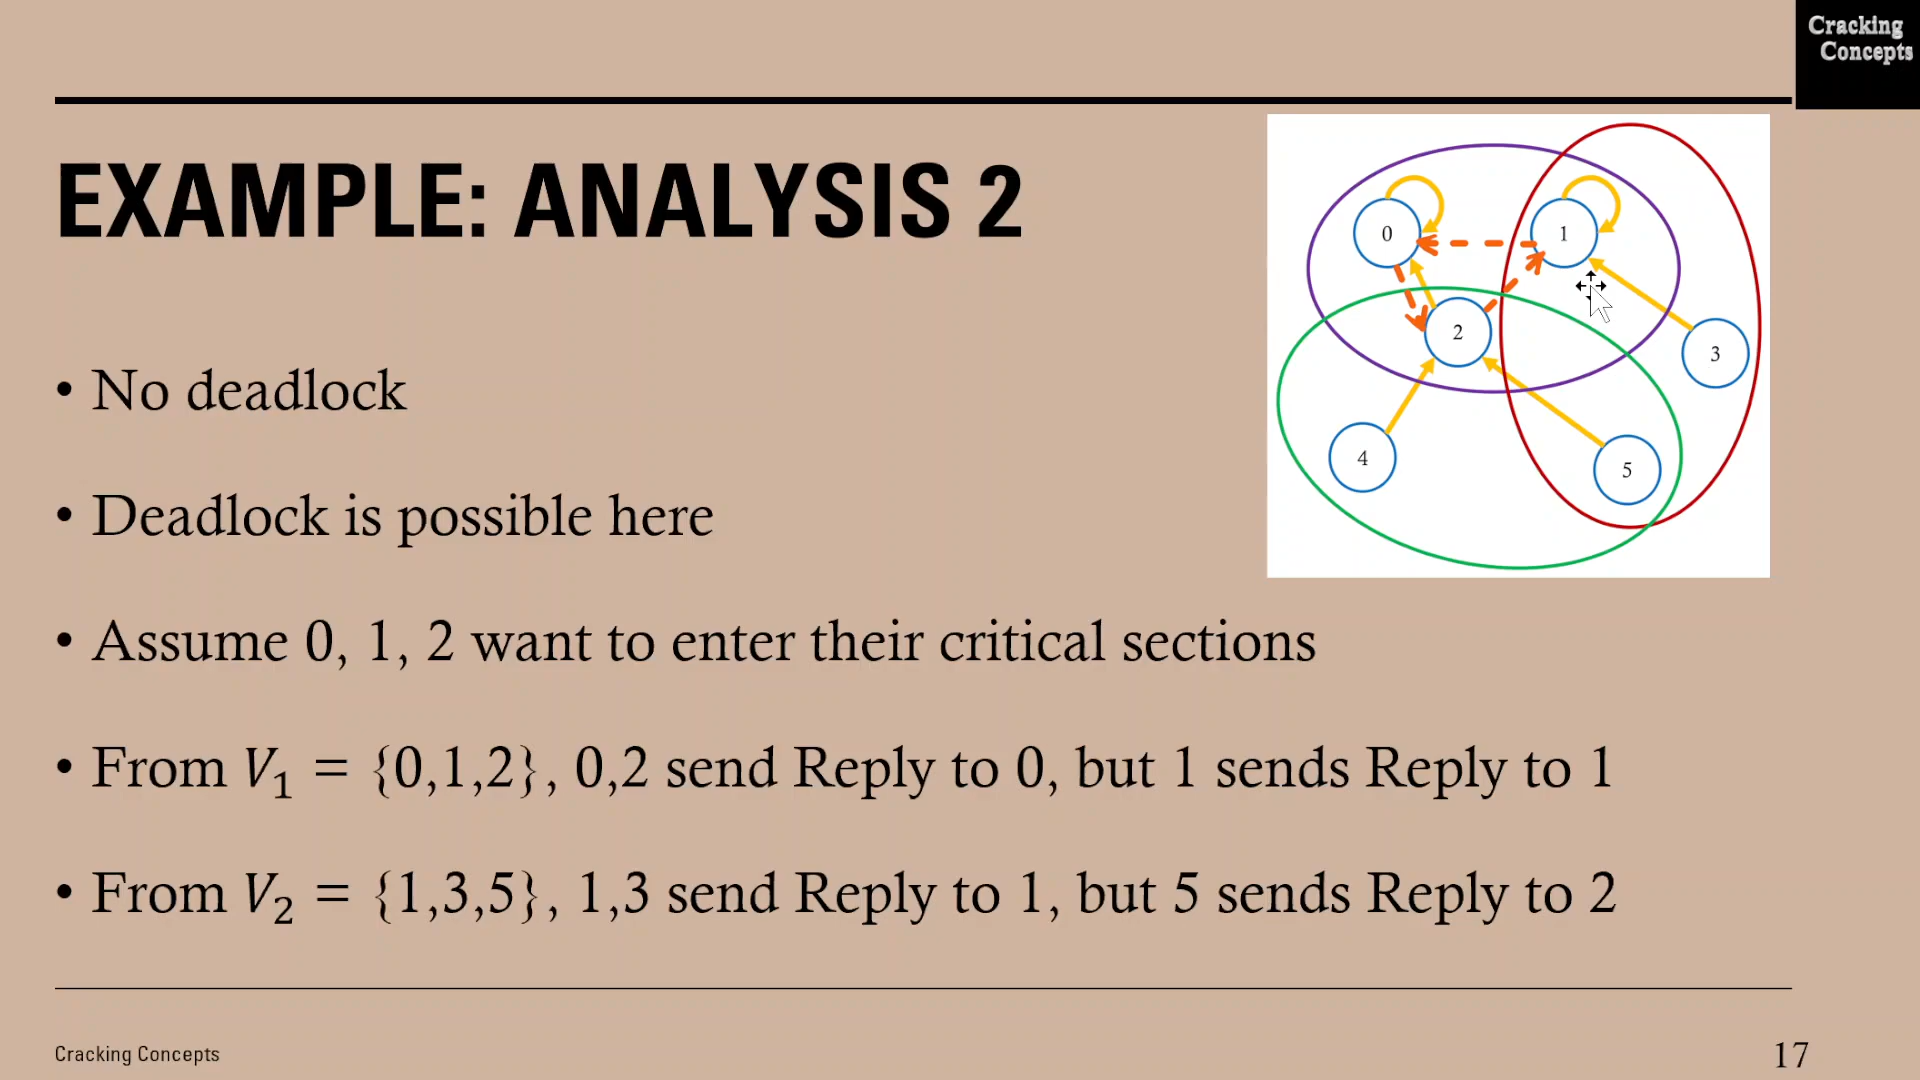 Cracking
Concepts
EXAMPLE: ANALYSIS 2
0
1
2
3
4
5
• No deadlock
• Deadlock is possible here
• Assume 0, 1, 2 want to enter their critical sections
• From V₁ = {0,1,2}, 0,2 send Reply to 0, but 1 sends Reply to 1
• From V₂ = {1,3,5}, 1,3 send Reply to 1, but 5 sends Reply to 2
Cracking Concepts
17